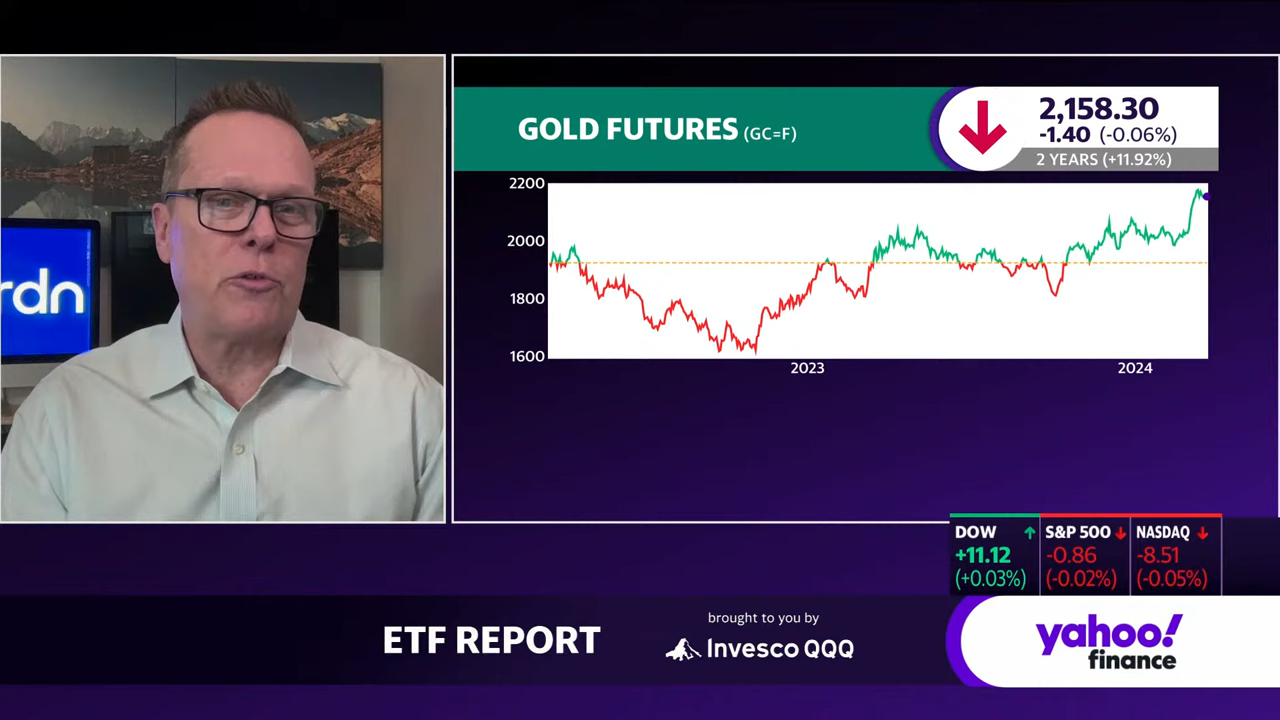 rdn
GOLD FUTURES (GC=F)
2,158.30
-1.40 (-0.06%)
2 YEARS (+11.92%)
2200
2000
1800
1600
2023
2024
DOW
+11.12
(+0.03%)
S&P 500
-0.86
(-0.02%)
NASDAQ
-8.51
(-0.05%)
ETF REPORT
brought to you by
Invesco QQQ
yahoo!
finance